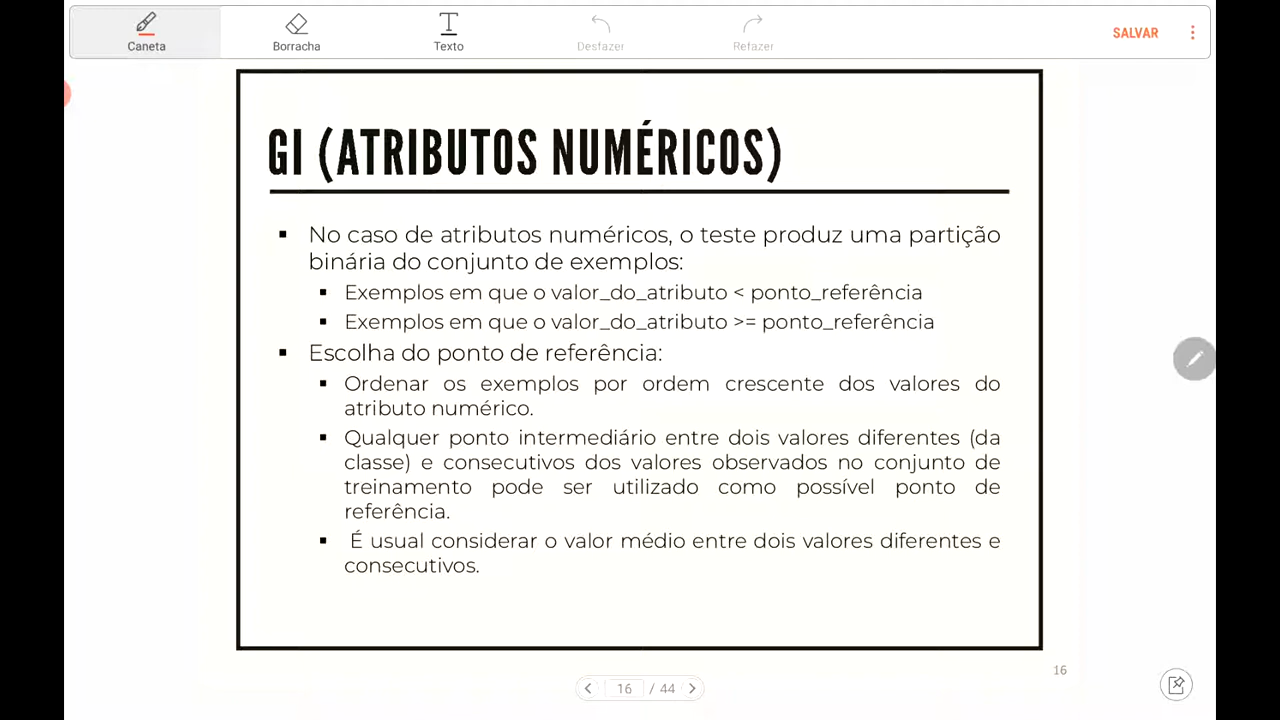 Caneta
Borracha
Texto
Desfazer
Refazer
SALVAR
GI (ATRIBUTOS NUMÉRICOS)
▪ No caso de atributos numéricos, o teste produz uma partição
binária do conjunto de exemplos:
▪ Exemplos em que o valor_do_atributo < ponto_referência
▪ Exemplos em que o valor_do_atributo >= ponto_referência
▪ Escolha do ponto de referência:
▪ Ordenar os exemplos por ordem crescente dos valores do
atributo numérico.
▪ Qualquer ponto intermediário entre dois valores diferentes (da
classe) e consecutivos dos valores observados no conjunto de
treinamento pode ser utilizado como possível ponto de
referência.
▪ É usual considerar o valor médio entre dois valores diferentes e
consecutivos.
16
16 / 44